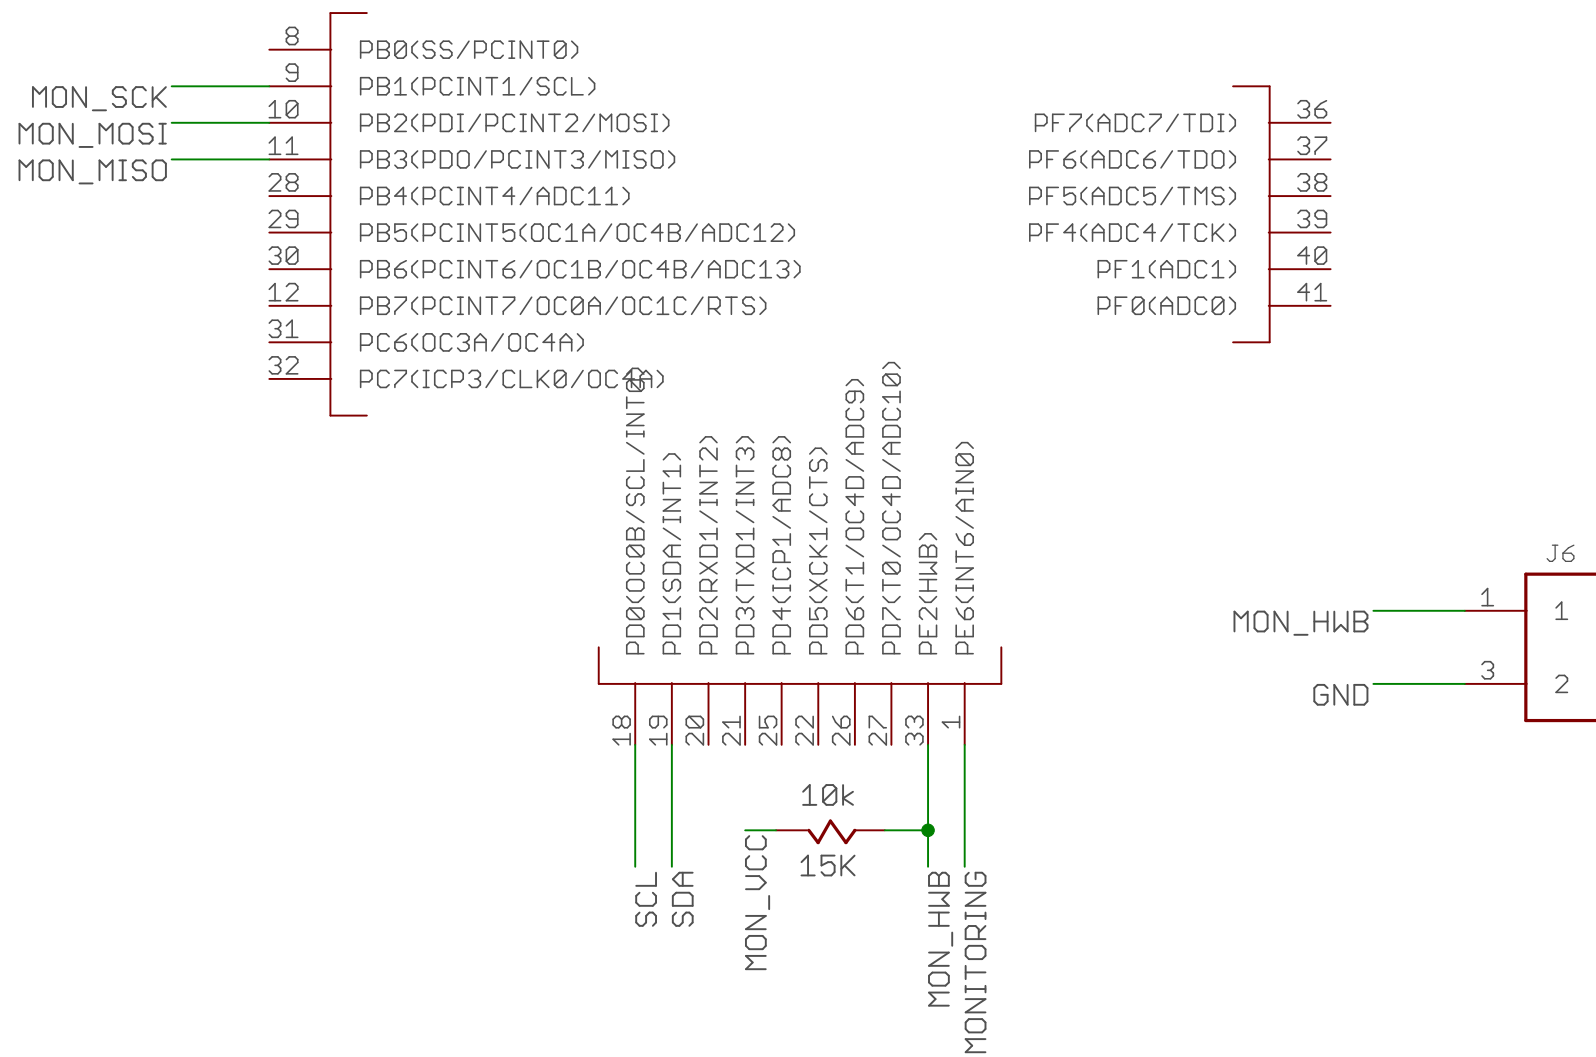 8 PB0(SS/PCINT0)
MON_SCK 9 PB1(PCINT1/SCL)
MON_MOSI 10 PB2(PDI/PCINT2/MOSI)
MON_MISO 11 PB3(PDO/PCINT3/MISO)
28 PB4(PCINT4/ADC11)
29 PB5(PCINT5(OC1A/OC4B/ADC12)
30 PB6(PCINT6/OC1B/OC4B/ADC13)
12 PB7(PCINT7/OC0A/OC1C/RTS)
31 PC6(OC3A/OC4A)
32 PC7(ICP3/CLK0/OC4A)
PF7(ADC7/TDI) 36
PF6(ADC6/TDO) 37
PF5(ADC5/TMS) 38
PF4(ADC4/TCK) 39
PF1(ADC1) 40
PF0(ADC0) 41
PD0(OC0B/SCL/INT0) 18 SCL
PD1(SDA/INT1) 19 SDA
PD2(RXD1/INT2) 20
PD3(TXD1/INT3) 21
PD4(ICP1/ADC8) 25
PD5(XCK1/CTS) 22
PD6(T1/OC4D/ADC9) 26
PD7(T0/OC4D/ADC10) 27
PE2(HWB) 33 MON_HWB
PE6(INT6/AIN0) 1 MONITORING
10k
15K
MON_VCC
J6
MON_HWB 1 1
GND 3 2